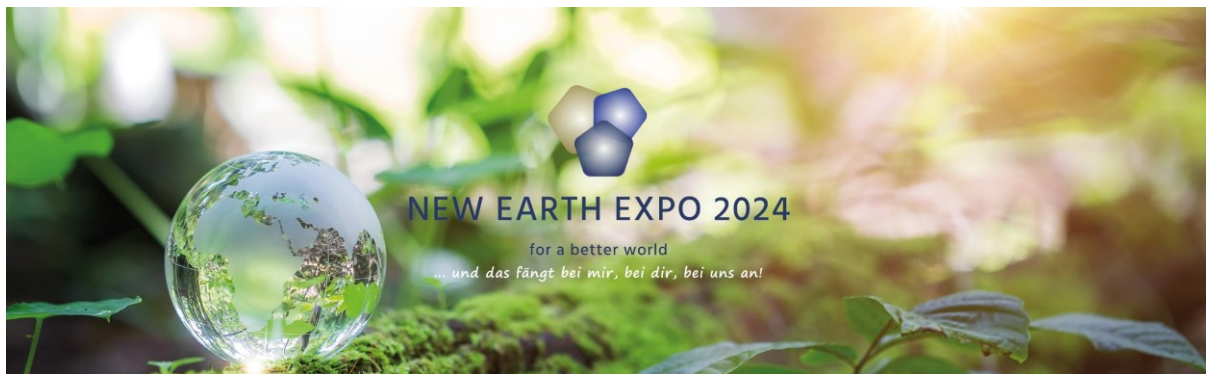 NEW EARTH EXPO 2024
for a better world
... und das fängt bei mir, bei dir, bei uns an!